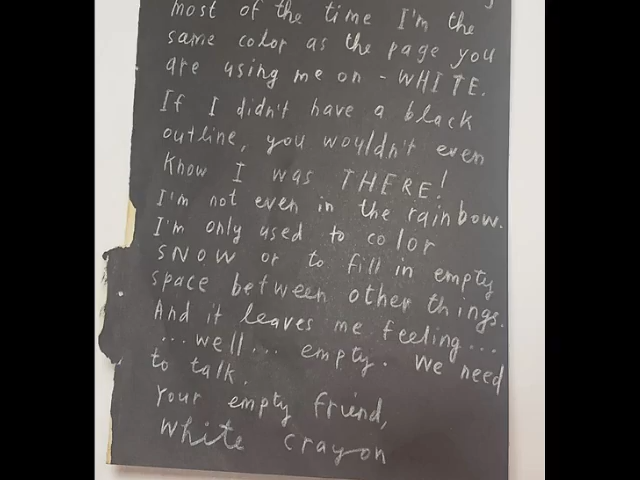 most of the time I'm the
same color as the page you
are using me on - WHITE.
If I didn't have a black
outline, you wouldn't even
know I was THERE!
I'm not even in the rainbow.
I'm only used to color
SNOW or to fill in empty
space between other things.
And it leaves me feeling...
...well... empty. We need
to talk.
Your empty friend,
White crayon